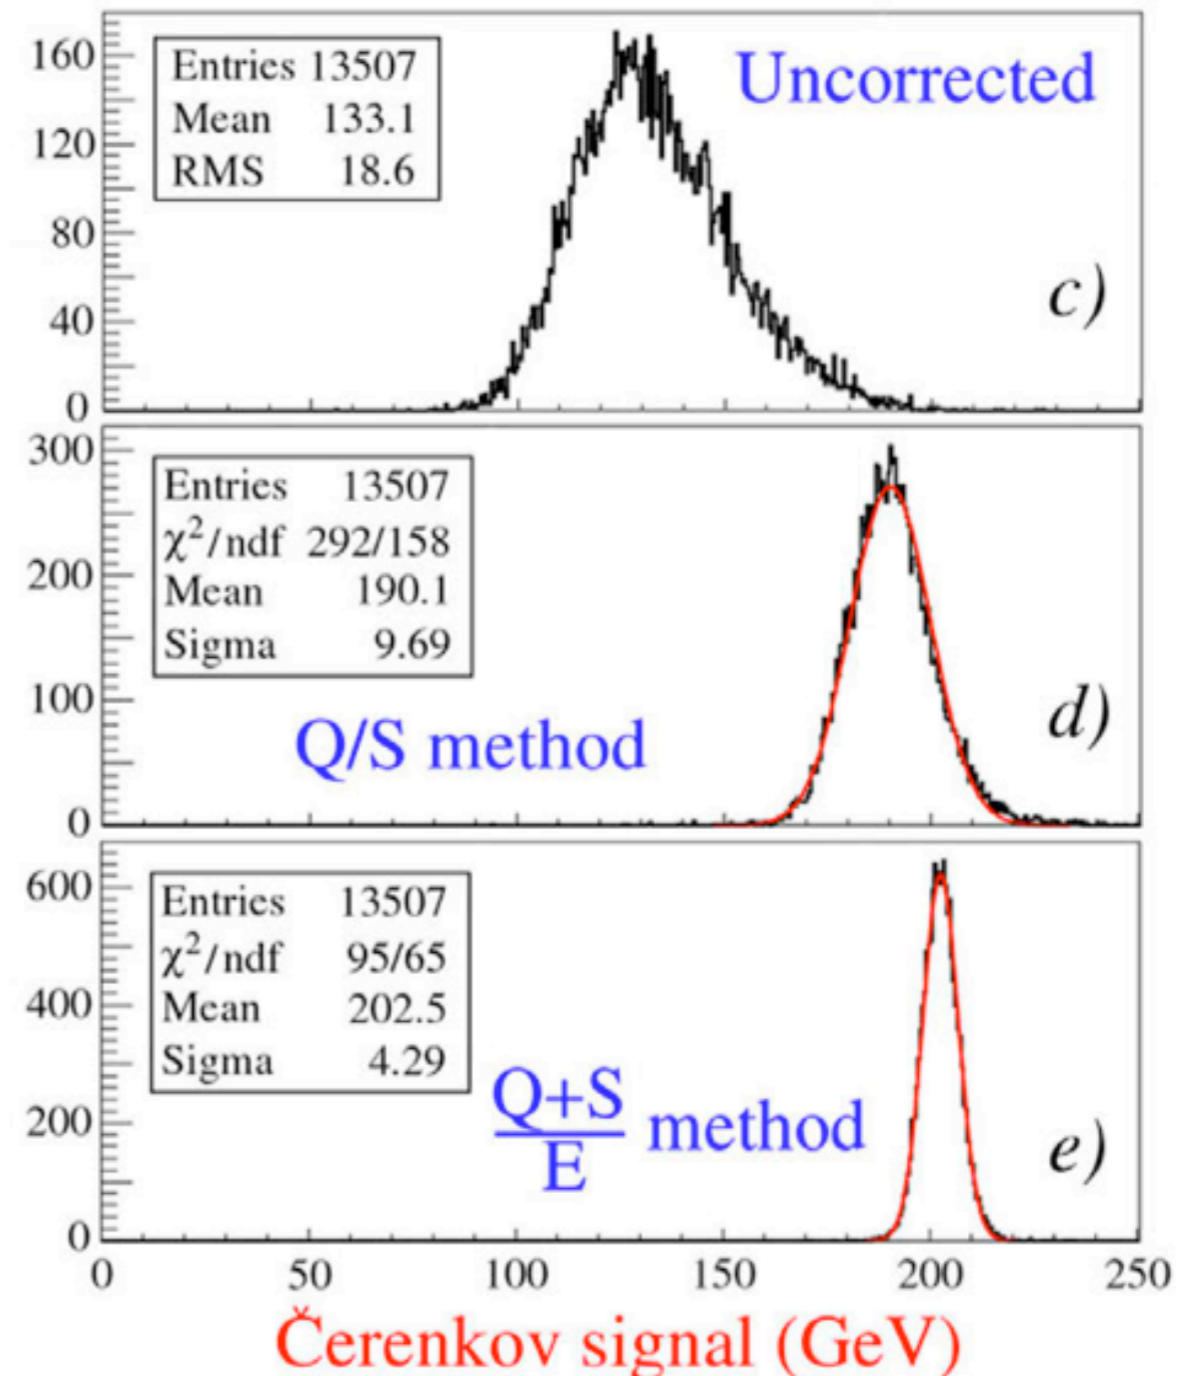 160
120
80
40
0
Entries 13507
Mean 133.1
RMS 18.6
Uncorrected
c)
300
200
100
0
Entries 13507
χ²/ndf 292/158
Mean 190.1
Sigma 9.69
Q/S method
d)
600
400
200
0
Entries 13507
χ²/ndf 95/65
Mean 202.5
Sigma 4.29
Q+S
E
method
e)
0 50 100 150 200 250
Čerenkov signal (GeV)